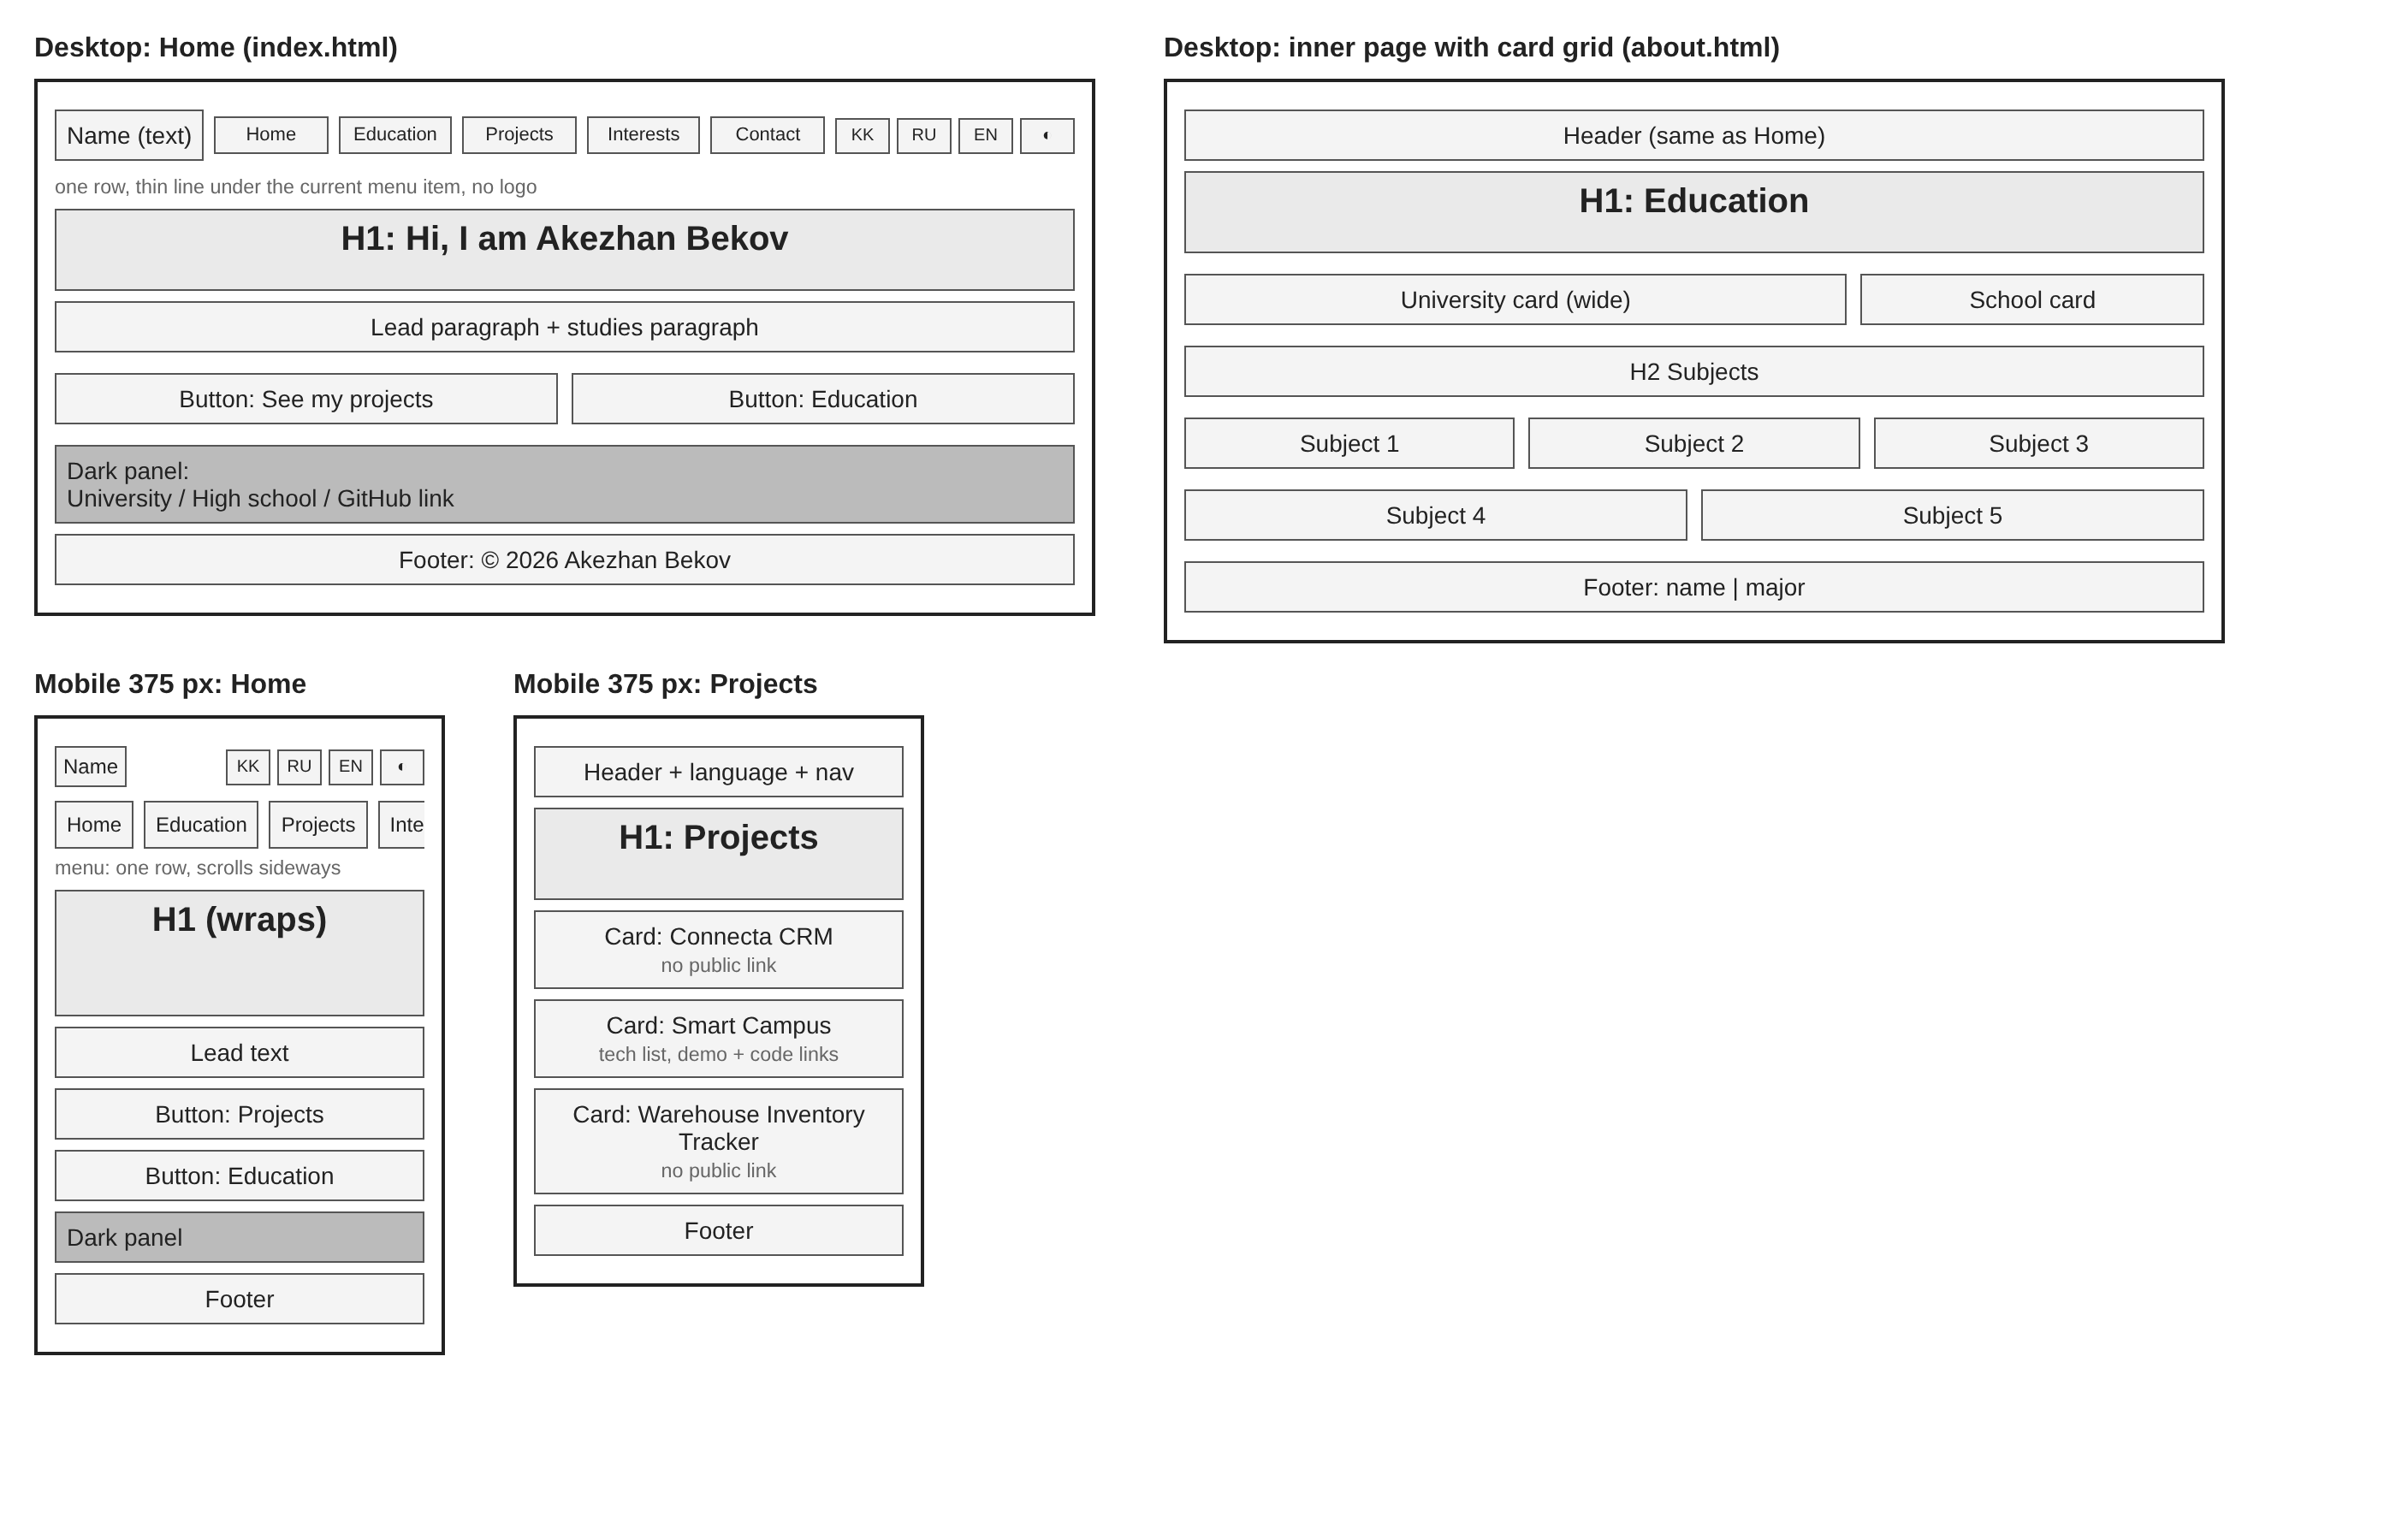 Desktop: Home (index.html)
Name (text) Home Education Projects Interests Contact KK RU EN
one row, thin line under the current menu item, no logo
H1: Hi, I am Akezhan Bekov
Lead paragraph + studies paragraph
Button: See my projects Button: Education
Dark panel:
University / High school / GitHub link
Footer: © 2026 Akezhan Bekov
Desktop: inner page with card grid (about.html)
Header (same as Home)
H1: Education
University card (wide) School card
H2 Subjects
Subject 1 Subject 2 Subject 3
Subject 4 Subject 5
Footer: name | major
Mobile 375 px: Home
Name KK RU EN
Home Education Projects Inte
menu: one row, scrolls sideways
H1 (wraps)
Lead text
Button: Projects
Button: Education
Dark panel
Footer
Mobile 375 px: Projects
Header + language + nav
H1: Projects
Card: Connecta CRM
no public link
Card: Smart Campus
tech list, demo + code links
Card: Warehouse Inventory
Tracker
no public link
Footer